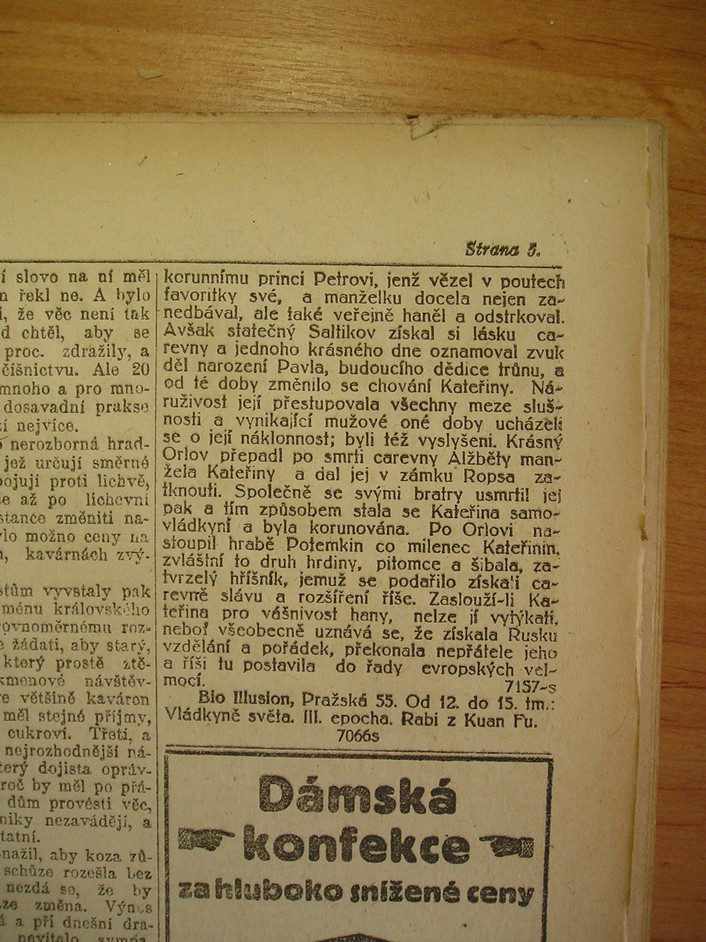 Strana 5.
í slovo na ní měl
n řekl ne. A bylo
i, že věc není tak
d chtěl, aby se
proc. zdražily, a
číšnictvu. Ale 20
mnoho a pro mno-
dosavadní prakse
í nejvíce.
nerozborná hrad-
jež určují směrné
bojují proti lichvě,
e až po lichevní
stance změniti na-
lo možno ceny na
h, kavárnách zvý-
stům vyvstaly pak
ménu královského
rovnoměrnému roz-
e žádati, aby starý,
který prostě ztě-
kmenové návštěv-
e většině kaváren
měl stejné příjmy,
cukroví. Třetí, a
nejrozhodnější ná-
terý dojista opráv-
roč by měl po přá-
dům provésti věc,
niky nezavádějí, a
tatní.
nažil, aby koza zů-
schůze rozešla bez
nezdá se, že by
ze změna. Výnos
á a při dnešní dra-
nevítalo
korunnímu princi Petrovi, jenž vězel v poutech
favoritky své, a manželku docela nejen za-
nedbával, ale také veřejně haněl a odstrkoval.
Avšak statečný Saltikov získal si lásku ca-
revny a jednoho krásného dne oznamoval zvuk
děl narození Pavla, budoucího dědice trůnu, a
od té doby změnilo se chování Kateřiny. Ná-
ruživost její přestupovala všechny meze sluš-
nosti a vynikající mužové oné doby ucházeli
se o její náklonnost; byli též vyslyšeni. Krásný
Orlov přepadl po smrti carevny Alžběty man-
žela Kateřiny a dal jej v zámku Ropsa za-
tknouti. Společně se svými bratry usmrtil jej
pak a tím způsobem stala se Kateřina samo-
vládkyní a byla korunována. Po Orlovi na-
stoupil hrabě Potemkin co milenec Kateřinin,
zvláštní to druh hrdiny, pitomce a šibala, za-
tvrzelý hříšník, jemuž se podařilo získati ca-
revně slávu a rozšíření říše. Zaslouží-li Ka-
teřina pro vášnivost hany, nelze jí vytýkati,
neboť všeobecně uznává se, že získala Rusku
vzdělání a pořádek, překonala nepřátele jeho
a říši tu postavila do řady evropských vel-
mocí. 7157-s
Bio Illusion, Pražská 55. Od 12. do 15. tm.:
Vládkyně světa. III. epocha. Rabi z Kuan Fu.
7066s
Dámská
konfekce
za hluboko snížené ceny